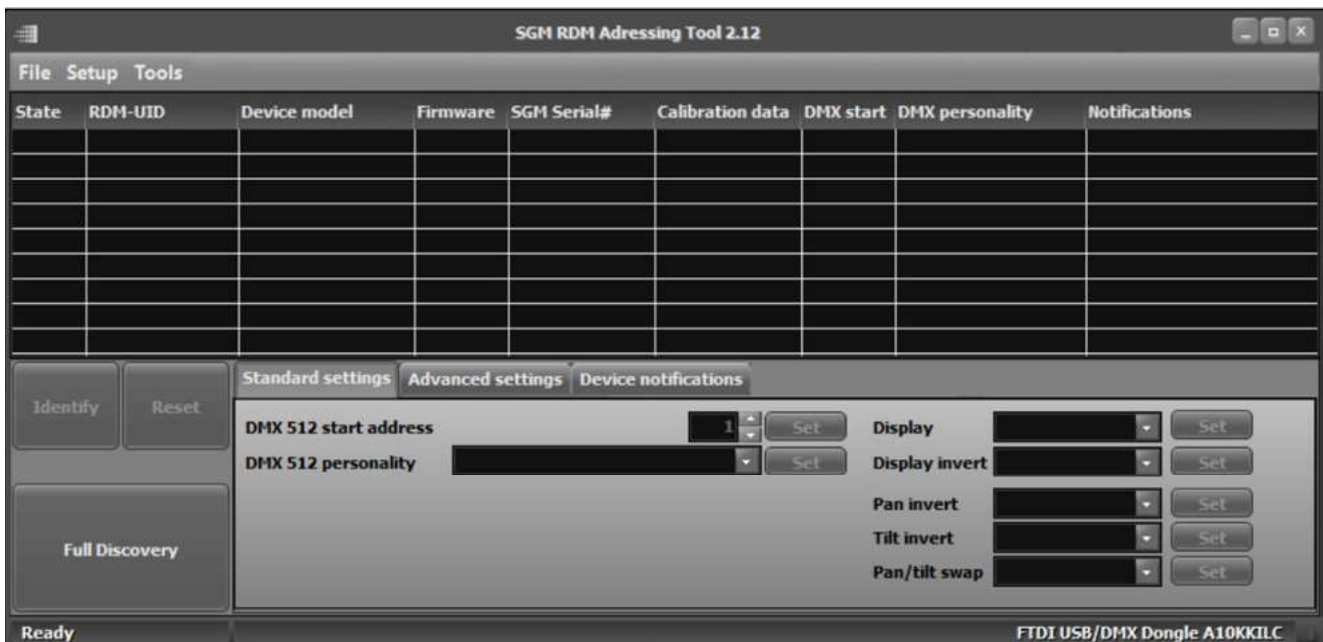 SGM RDM Adressing Tool 2.12
File Setup Tools
State RDM-UID Device model Firmware SGM Serial# Calibration data DMX start DMX personality Notifications
Identify Reset
Standard settings Advanced settings Device notifications
DMX 512 start address 1 Set Display Set
DMX 512 personality Set Display invert Set
Pan invert Set
Tilt invert Set
Full Discovery
Pan/tilt swap Set
Ready FTDI USB/DMX Dongle A10KKILC